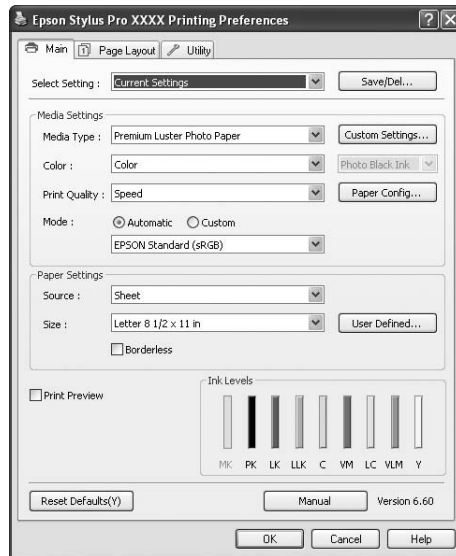 Epson Stylus Pro XXXX Printing Preferences
Main Page Layout Utility
Select Setting : Current Settings Save/Del...
Media Settings
Media Type : Premium Luster Photo Paper Custom Settings...
Color : Color Photo Black Ink
Print Quality : Speed Paper Config...
Mode : Automatic Custom
EPSON Standard (sRGB)
Paper Settings
Source : Sheet
Size : Letter 8 1/2 x 11 in User Defined...
Borderless
Print Preview
Ink Levels
MK PK LK LLK C VM LC VLM Y
Reset Defaults(Y) Manual Version 6.60
OK Cancel Help